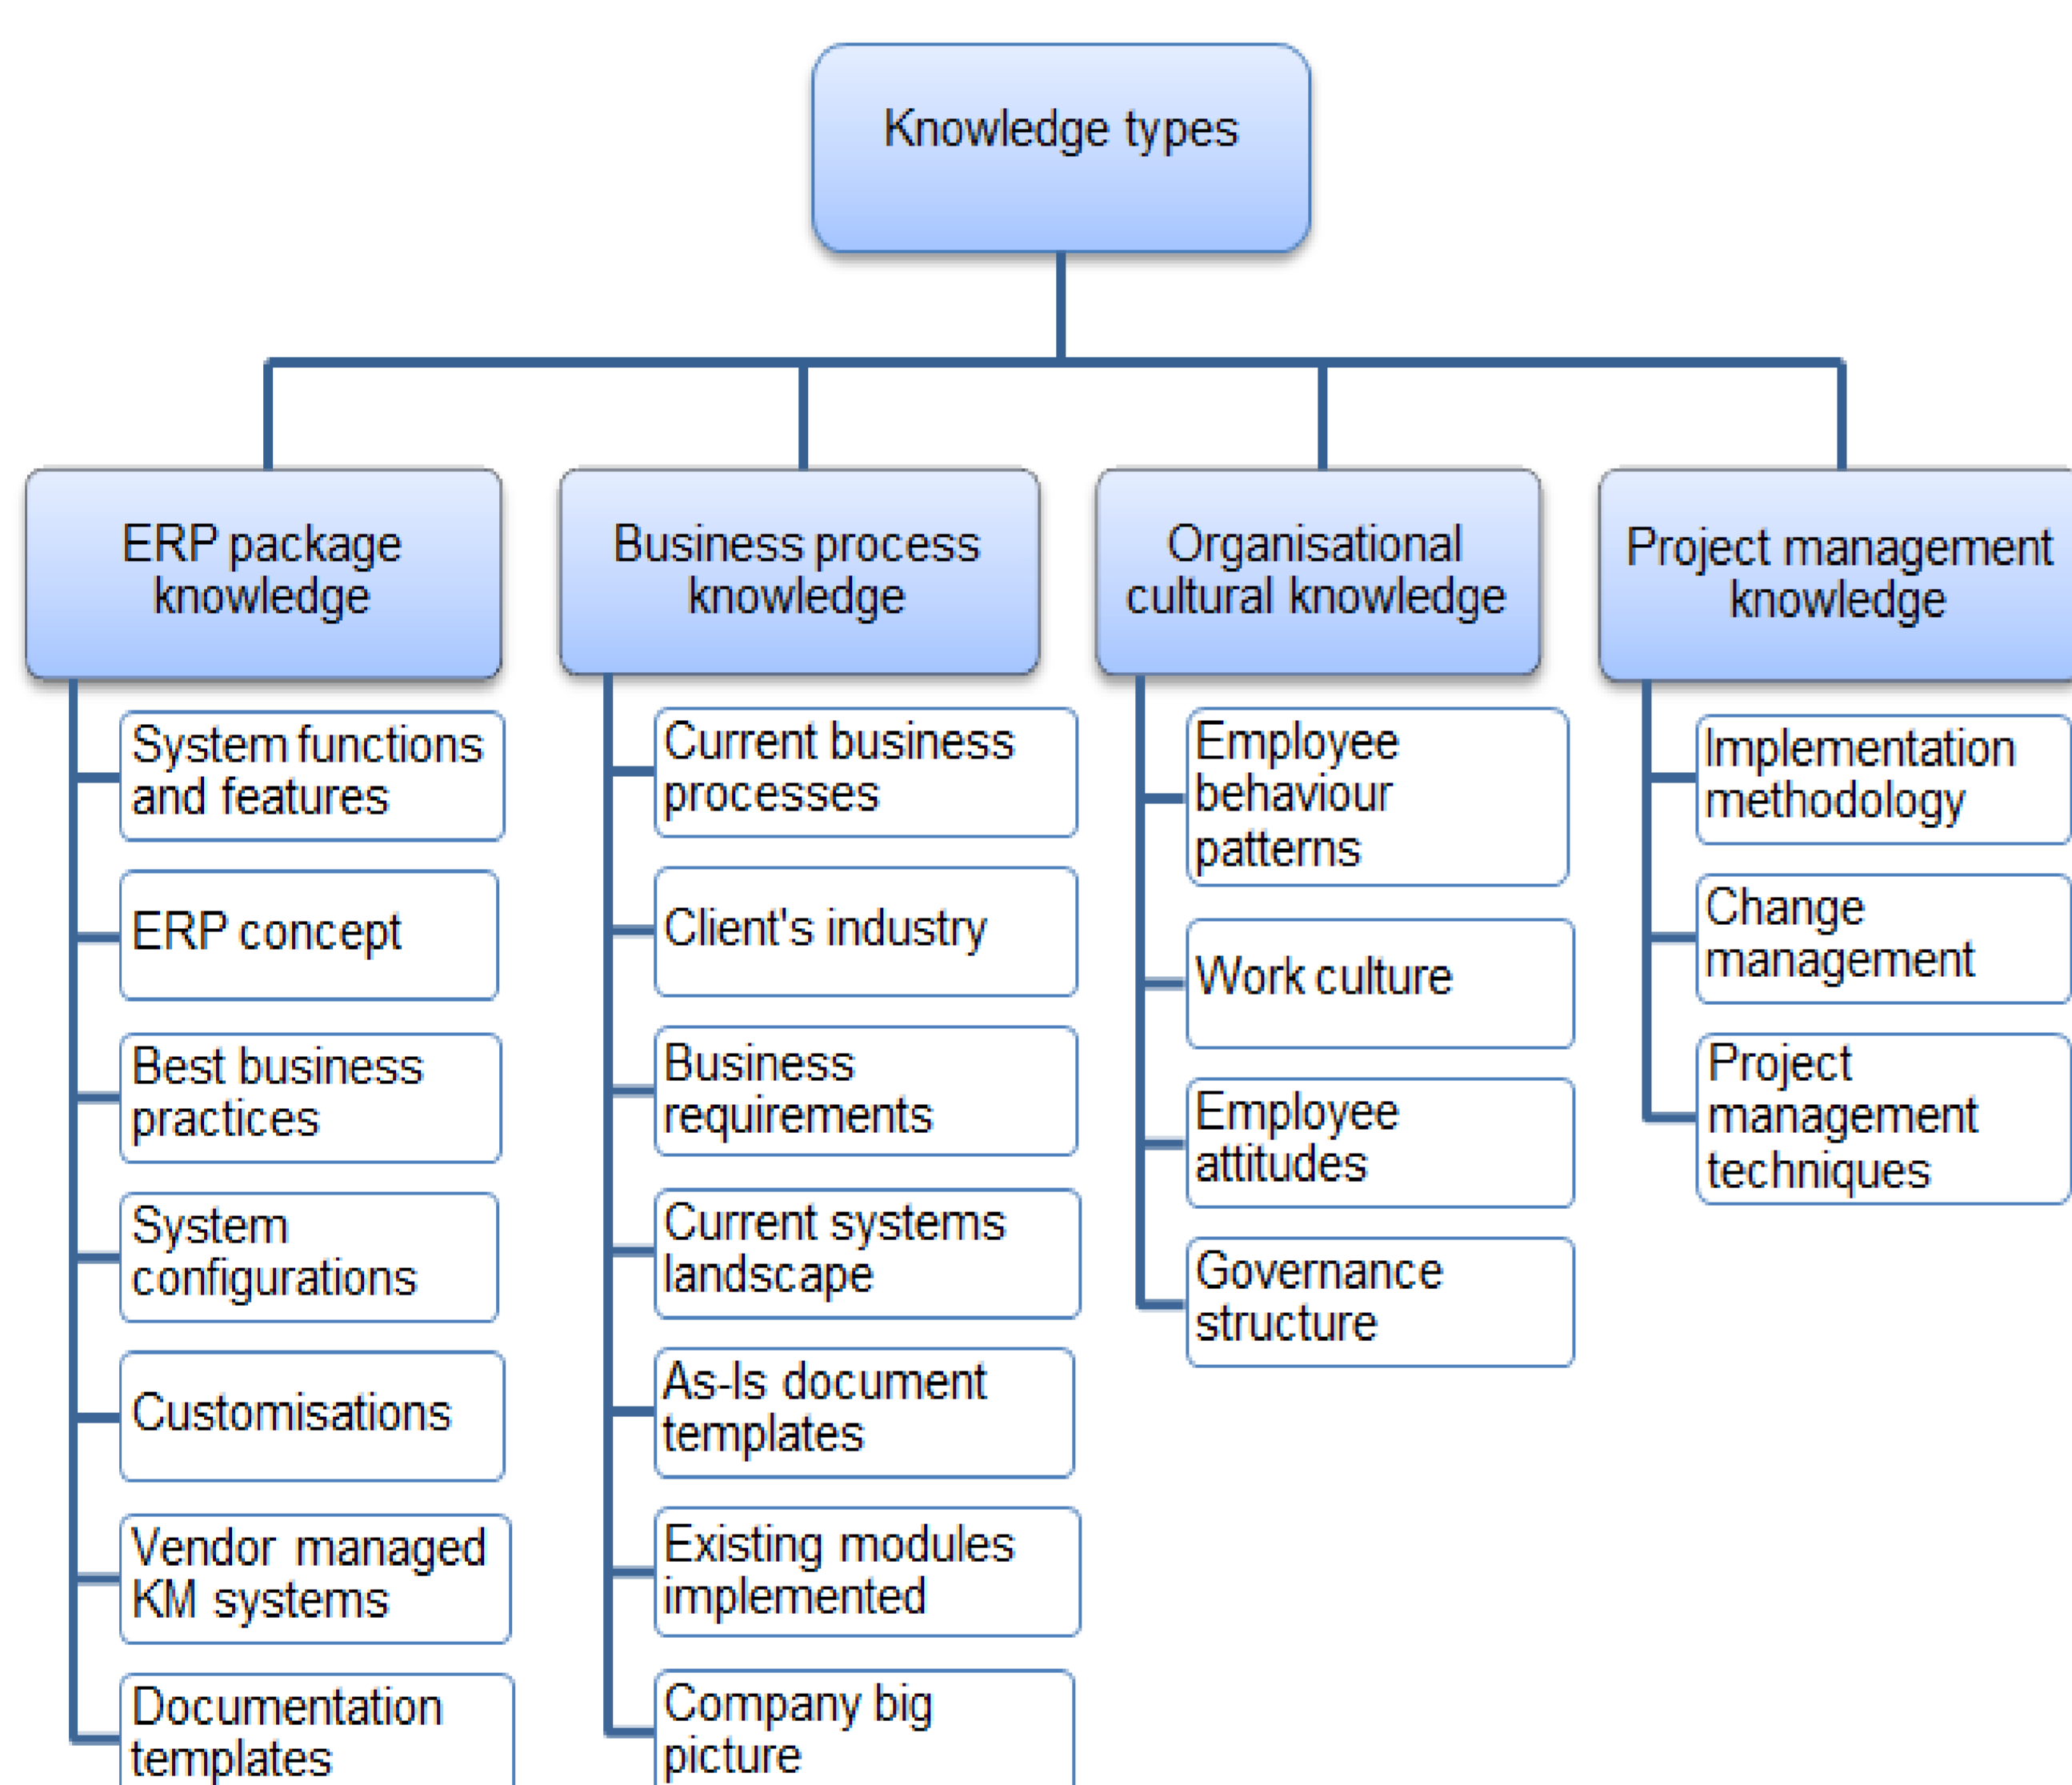 Knowledge types
ERP package
knowledge
System functions
and features
ERP concept
Best business
practices
System
configurations
Customisations
Vendor managed
KM systems
Documentation
templates
Business process
knowledge
Current business
processes
Client's industry
Business
requirements
Current systems
landscape
As-Is document
templates
Existing modules
implemented
Company big
picture
Organisational
cultural knowledge
Employee
behaviour
patterns
Work culture
Employee
attitudes
Governance
structure
Project management
knowledge
Implementation
methodology
Change
management
Project
management
techniques